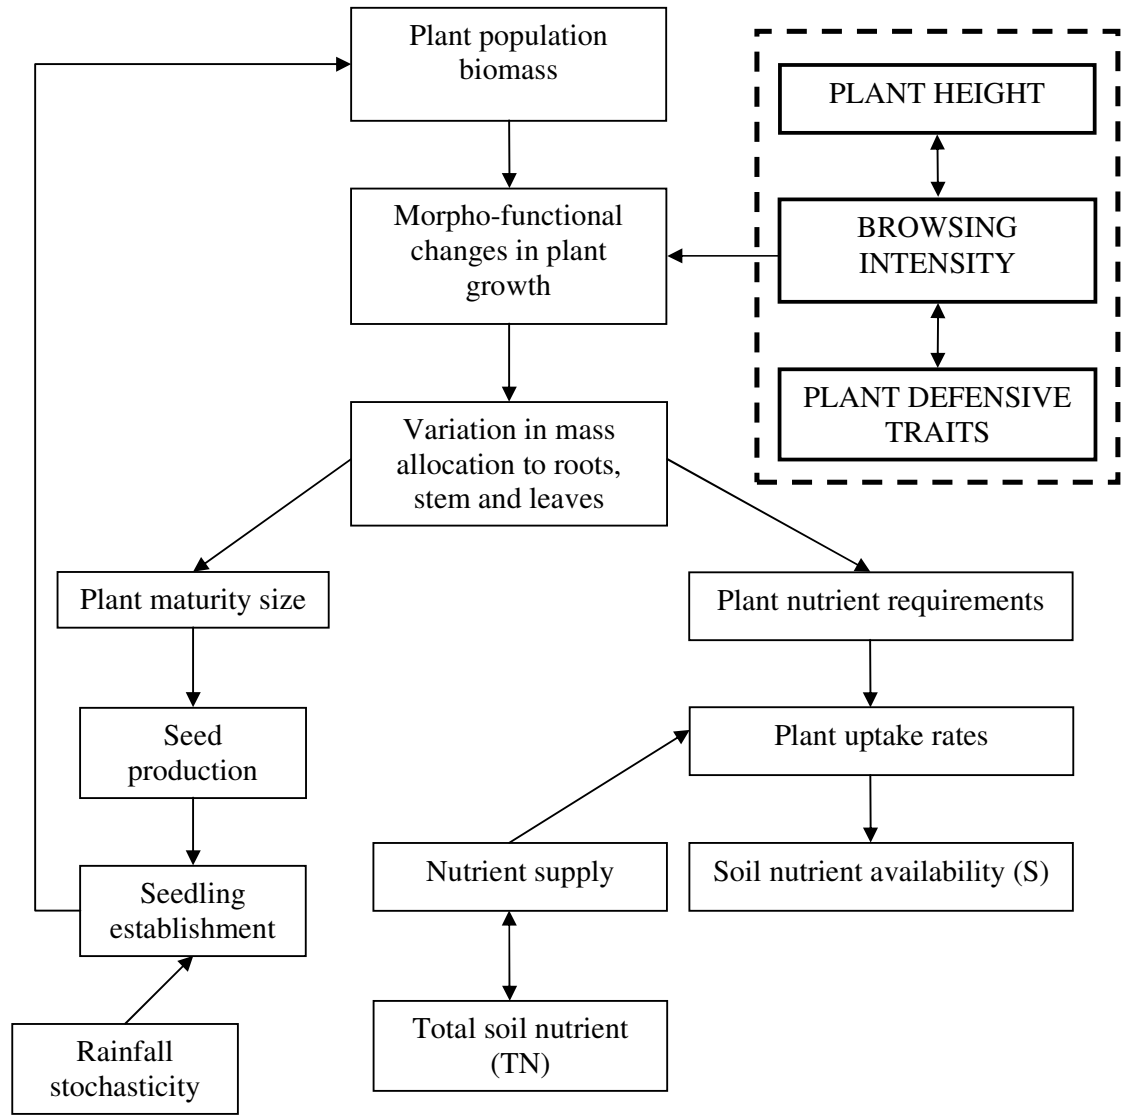 Plant population
biomass
PLANT HEIGHT
Morpho-functional
changes in plant
growth
BROWSING
INTENSITY
PLANT DEFENSIVE
TRAITS
Variation in mass
allocation to roots,
stem and leaves
Plant maturity size
Plant nutrient requirements
Seed
production
Plant uptake rates
Nutrient supply
Soil nutrient availability (S)
Seedling
establishment
Total soil nutrient
(TN)
Rainfall
stochasticity